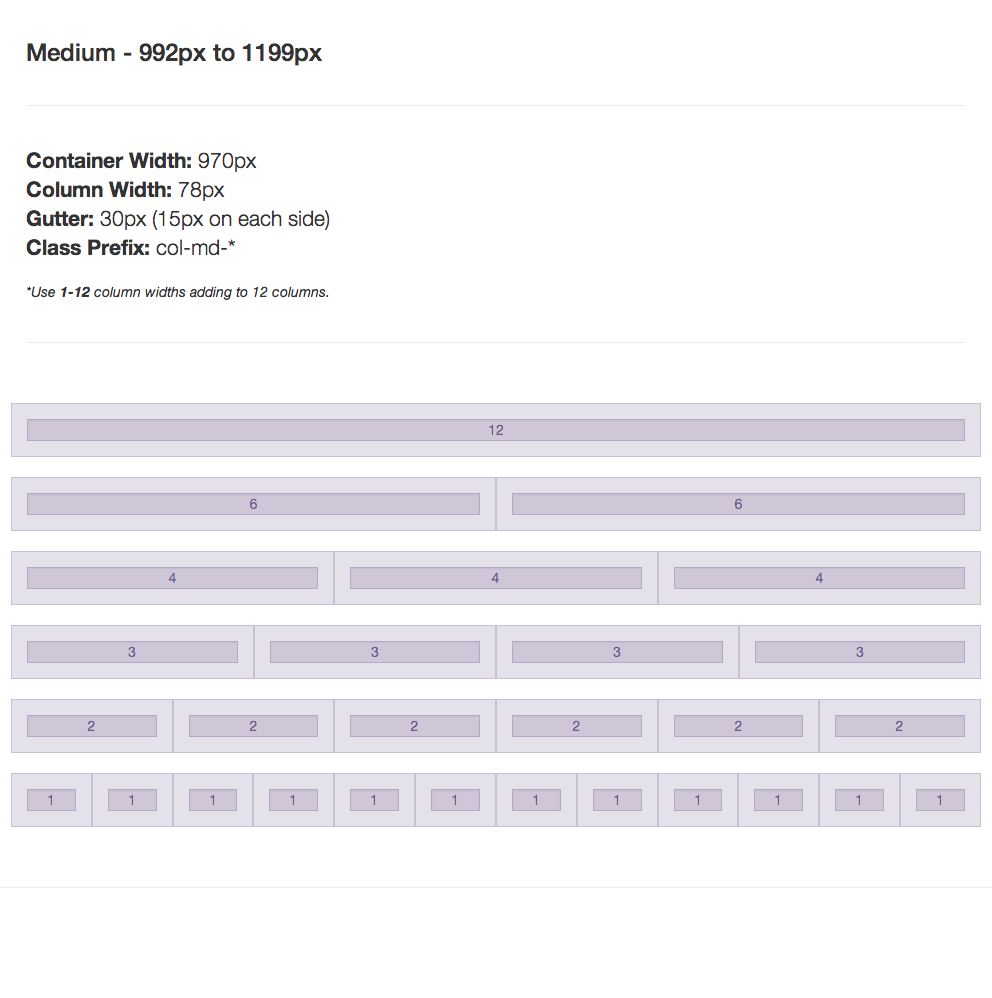 Medium - 992px to 1199px
Container Width: 970px
Column Width: 78px
Gutter: 30px (15px on each side)
Class Prefix: col-md-*
*Use 1-12 column widths adding to 12 columns.
12
6 6
4 4 4
3 3 3 3
2 2 2 2 2 2
1 1 1 1 1 1 1 1 1 1 1 1